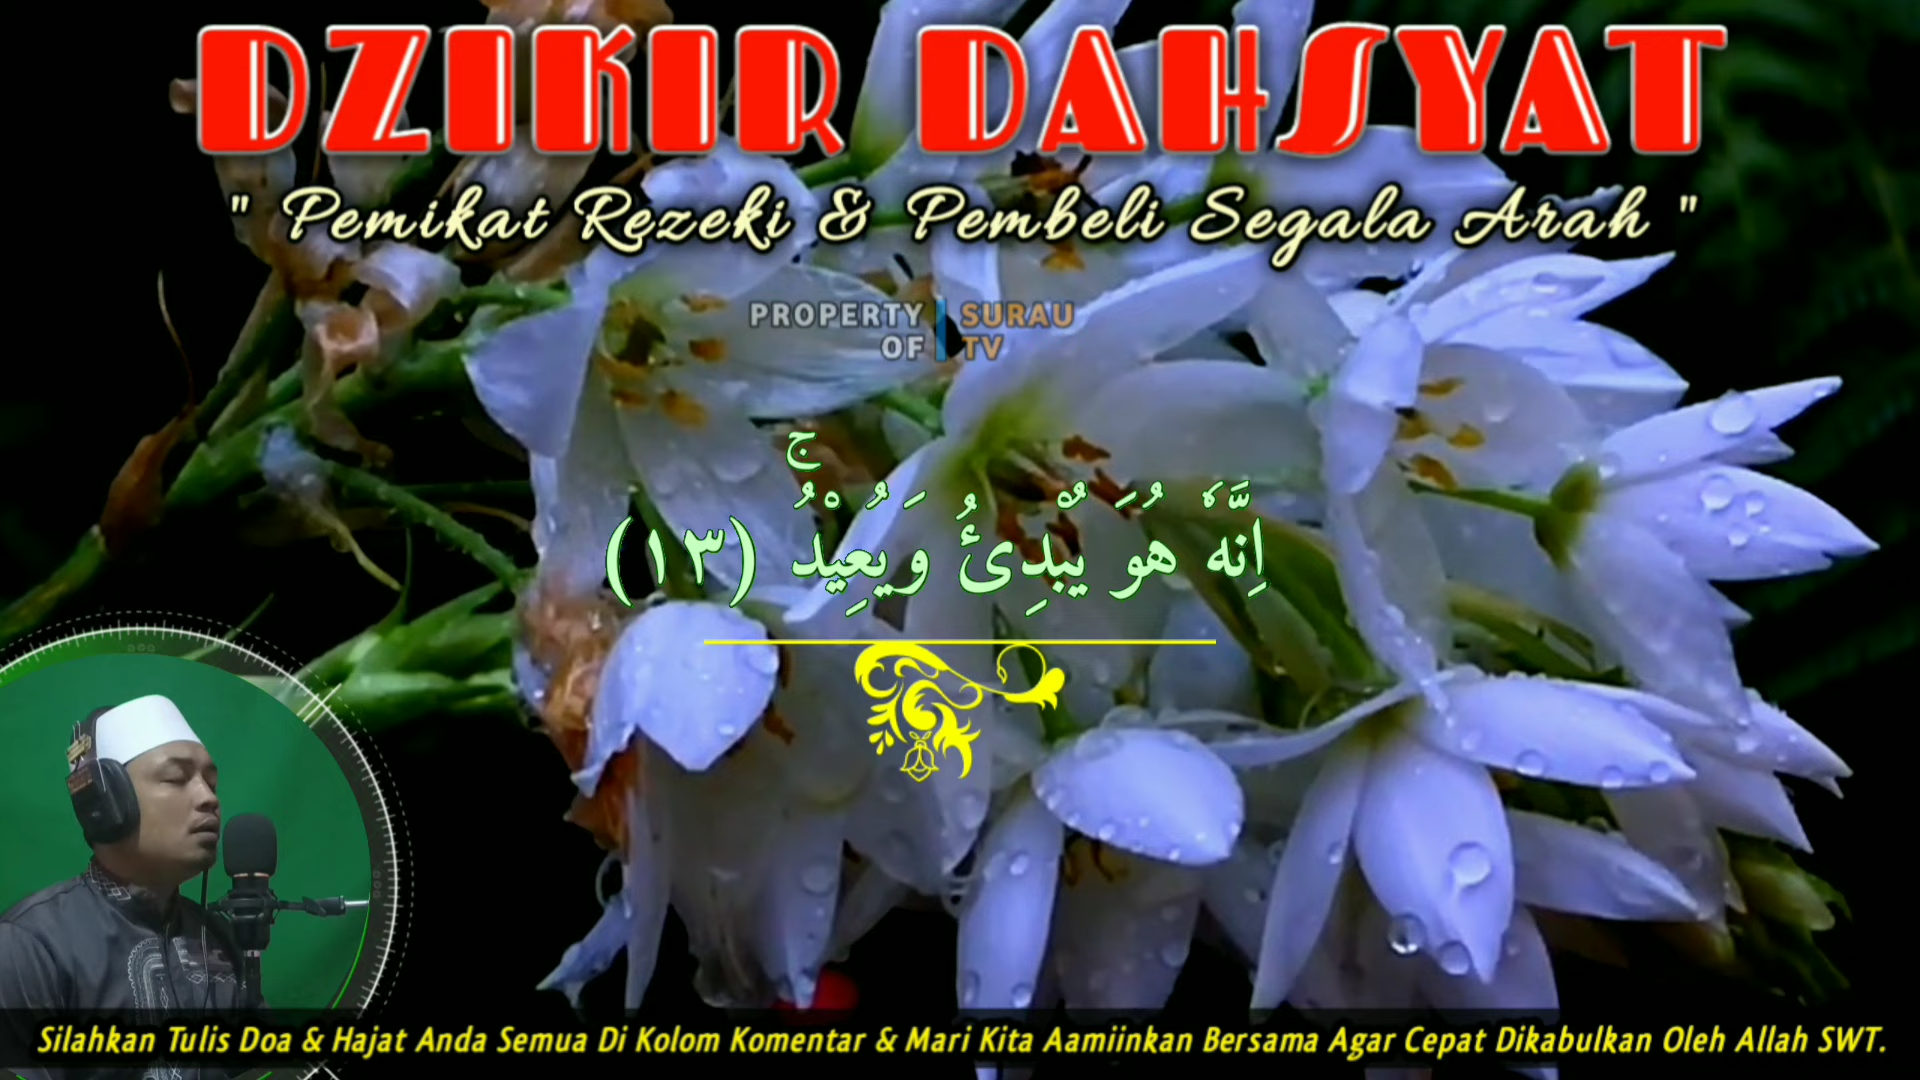 DZIKIR DAHSYAT
" Pemikat Rezeki & Pembeli Segala Arah "
PROPERTY OF | SURAU TV
اِنَّهٗ هُوَ يُبْدِئُ وَيُعِيْدُۚ (١٣)
Silahkan Tulis Doa & Hajat Anda Semua Di Kolom Komentar & Mari Kita Aamiinkan Bersama Agar Cepat Dikabulkan Oleh Allah SWT.